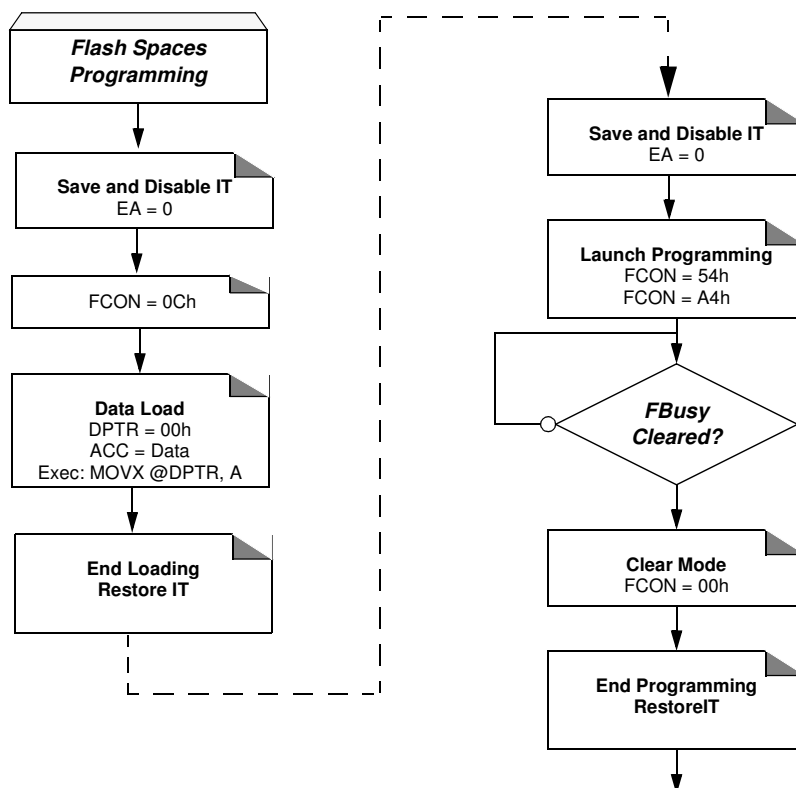 Flash Spaces
Programming
Save and Disable IT
EA = 0
FCON = 0Ch
Data Load
DPTR = 00h
ACC = Data
Exec: MOVX @DPTR, A
End Loading
Restore IT
Save and Disable IT
EA = 0
Launch Programming
FCON = 54h
FCON = A4h
FBusy
Cleared?
Clear Mode
FCON = 00h
End Programming
RestoreIT